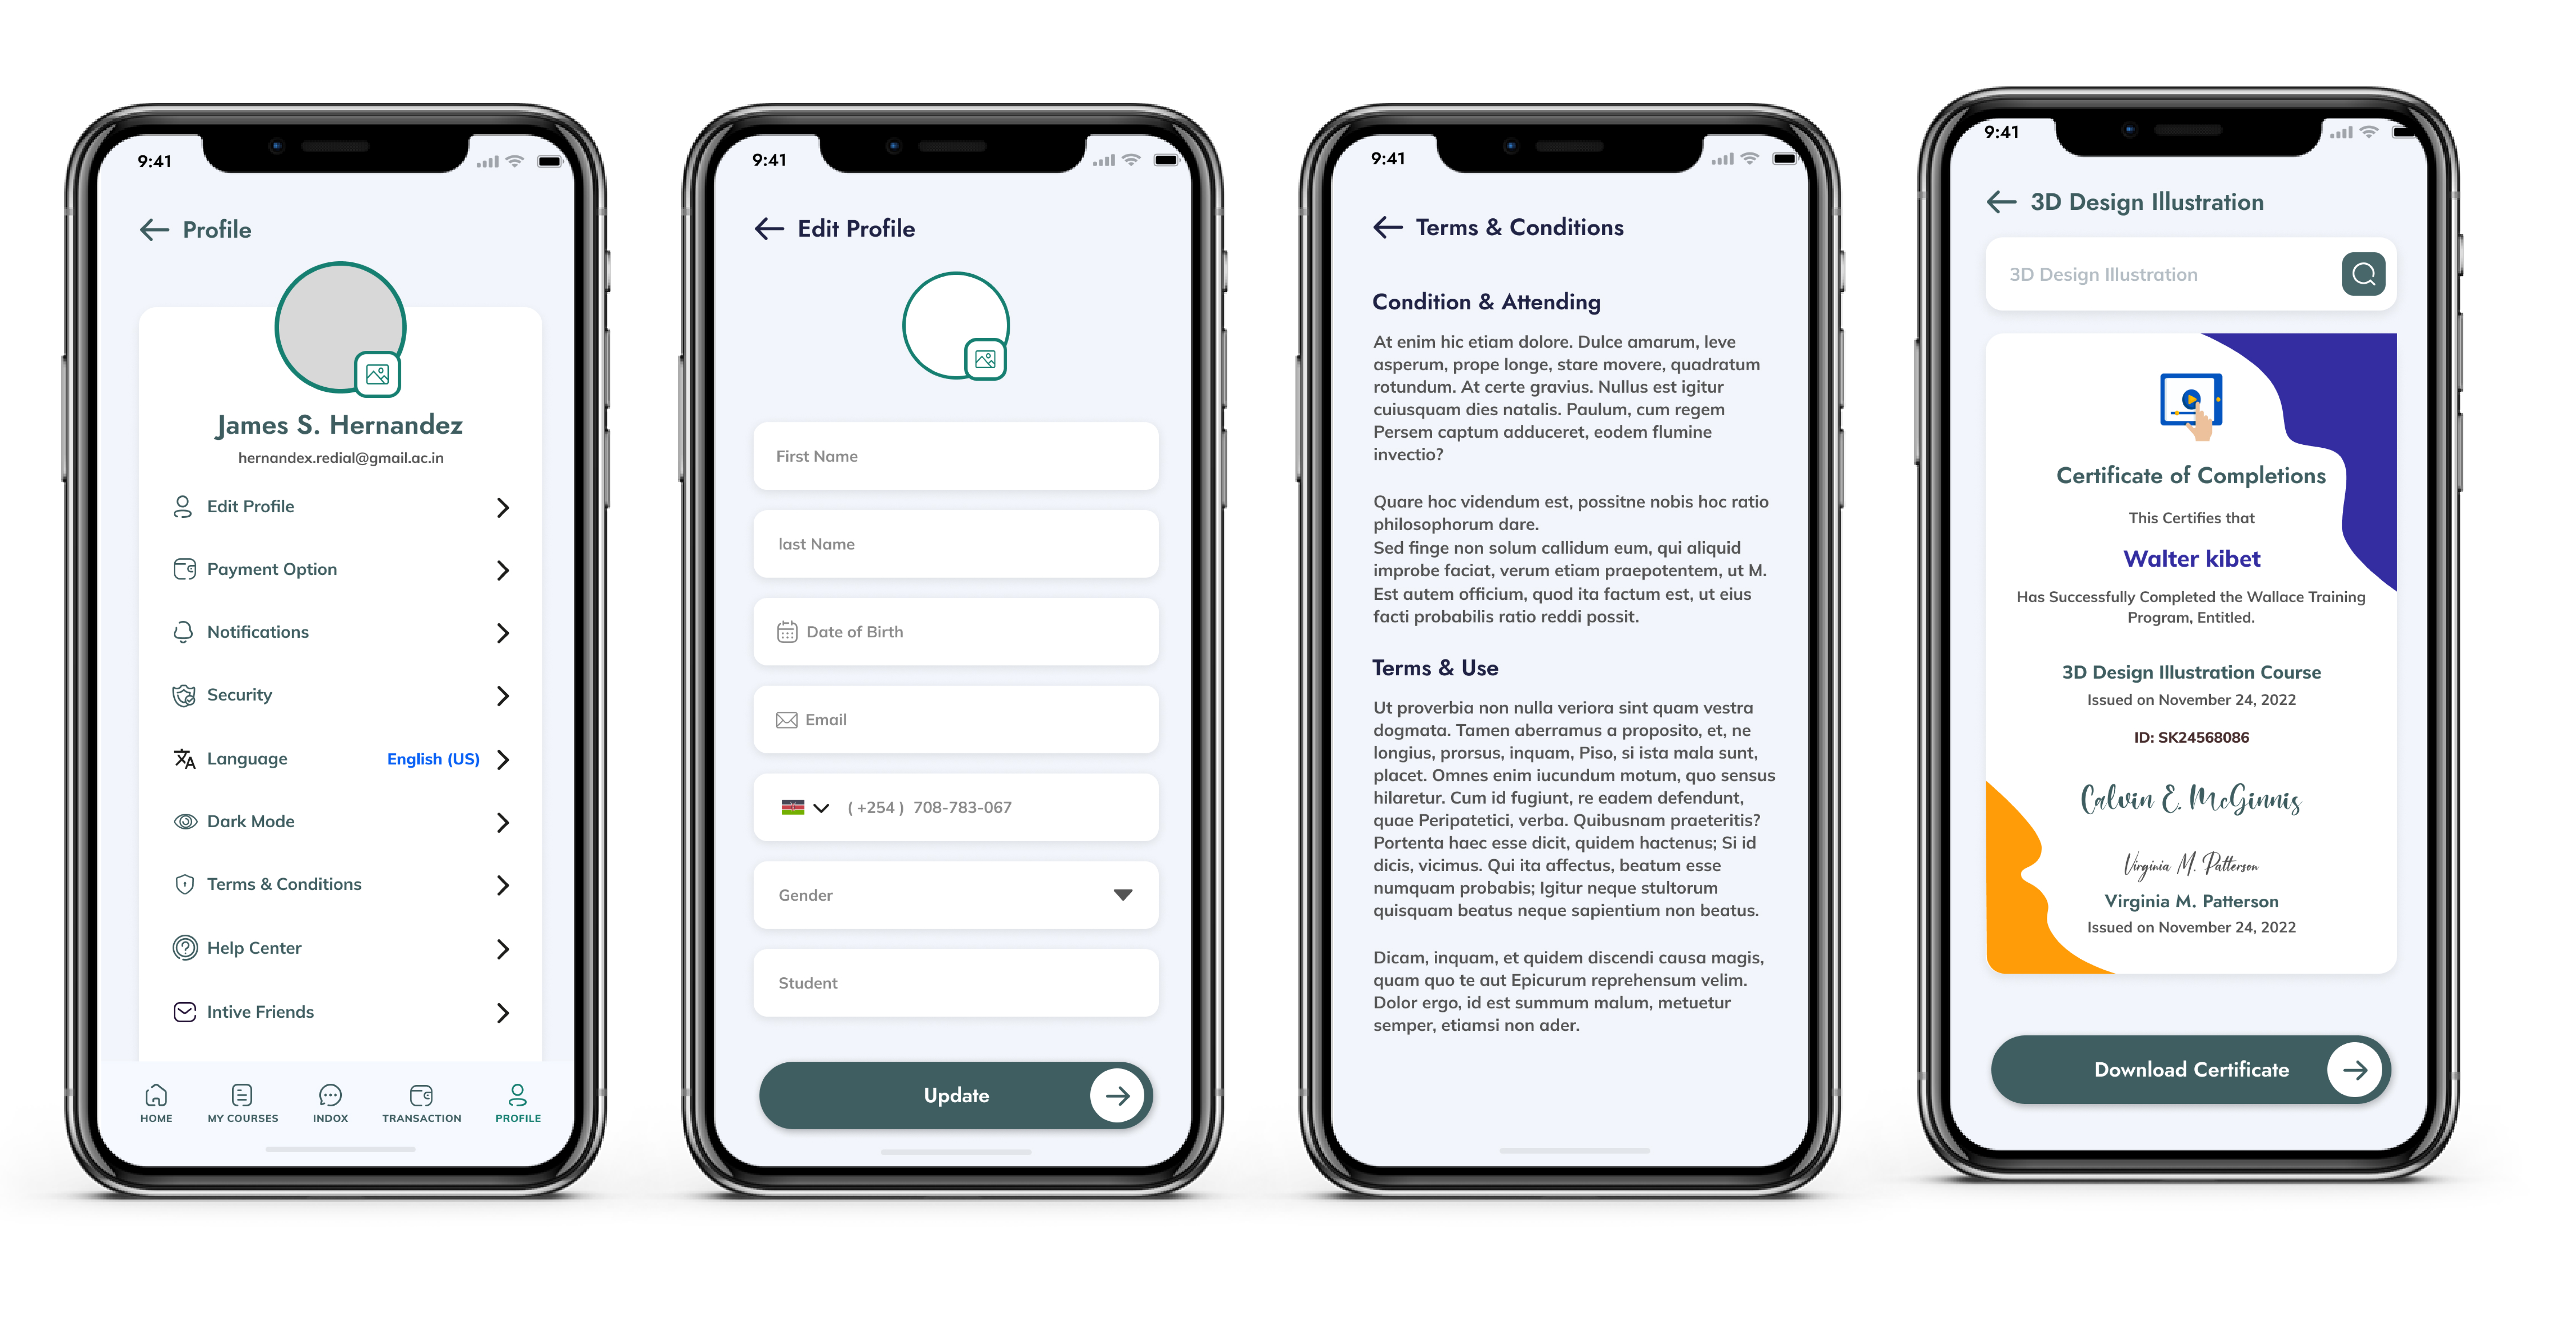 9:41
Profile
James S. Hernandez
hernandex.redial@gmail.ac.in
Edit Profile
Payment Option
Notifications
Security
Language English (US)
Dark Mode
Terms & Conditions
Help Center
Intive Friends
HOME MY COURSES INDOX TRANSACTION PROFILE
9:41
Edit Profile
First Name
last Name
Date of Birth
Email
( +254 ) 708-783-067
Gender
Student
Update
9:41
Terms & Conditions
Condition & Attending
At enim hic etiam dolore. Dulce amarum, leve
asperum, prope longe, stare movere, quadratum
rotundum. At certe gravius. Nullus est igitur
cuiusquam dies natalis. Paulum, cum regem
Persem captum adduceret, eodem flumine
invectio?
Quare hoc videndum est, possitne nobis hoc ratio
philosophorum dare.
Sed finge non solum callidum eum, qui aliquid
improbe faciat, verum etiam praepotentem, ut M.
Est autem officium, quod ita factum est, ut eius
facti probabilis ratio reddi possit.
Terms & Use
Ut proverbia non nulla veriora sint quam vestra
dogmata. Tamen aberramus a proposito, et, ne
longius, prorsus, inquam, Piso, si ista mala sunt,
placet. Omnes enim iucundum motum, quo sensus
hilaretur. Cum id fugiunt, re eadem defendunt,
quae Peripatetici, verba. Quibusnam praeteritis?
Portenta haec esse dicit, quidem hactenus; Si id
dicis, vicimus. Qui ita affectus, beatum esse
numquam probabis; Igitur neque stultorum
quisquam beatus neque sapientium non beatus.
Dicam, inquam, et quidem discendi causa magis,
quam quo te aut Epicurum reprehensum velim.
Dolor ergo, id est summum malum, metuetur
semper, etiamsi non ader.
9:41
3D Design Illustration
3D Design Illustration
Certificate of Completions
This Certifies that
Walter kibet
Has Successfully Completed the Wallace Training
Program, Entitled.
3D Design Illustration Course
Issued on November 24, 2022
ID: SK24568086
Calvin E. McGinnis
Virginia M. Patterson
Virginia M. Patterson
Issued on November 24, 2022
Download Certificate